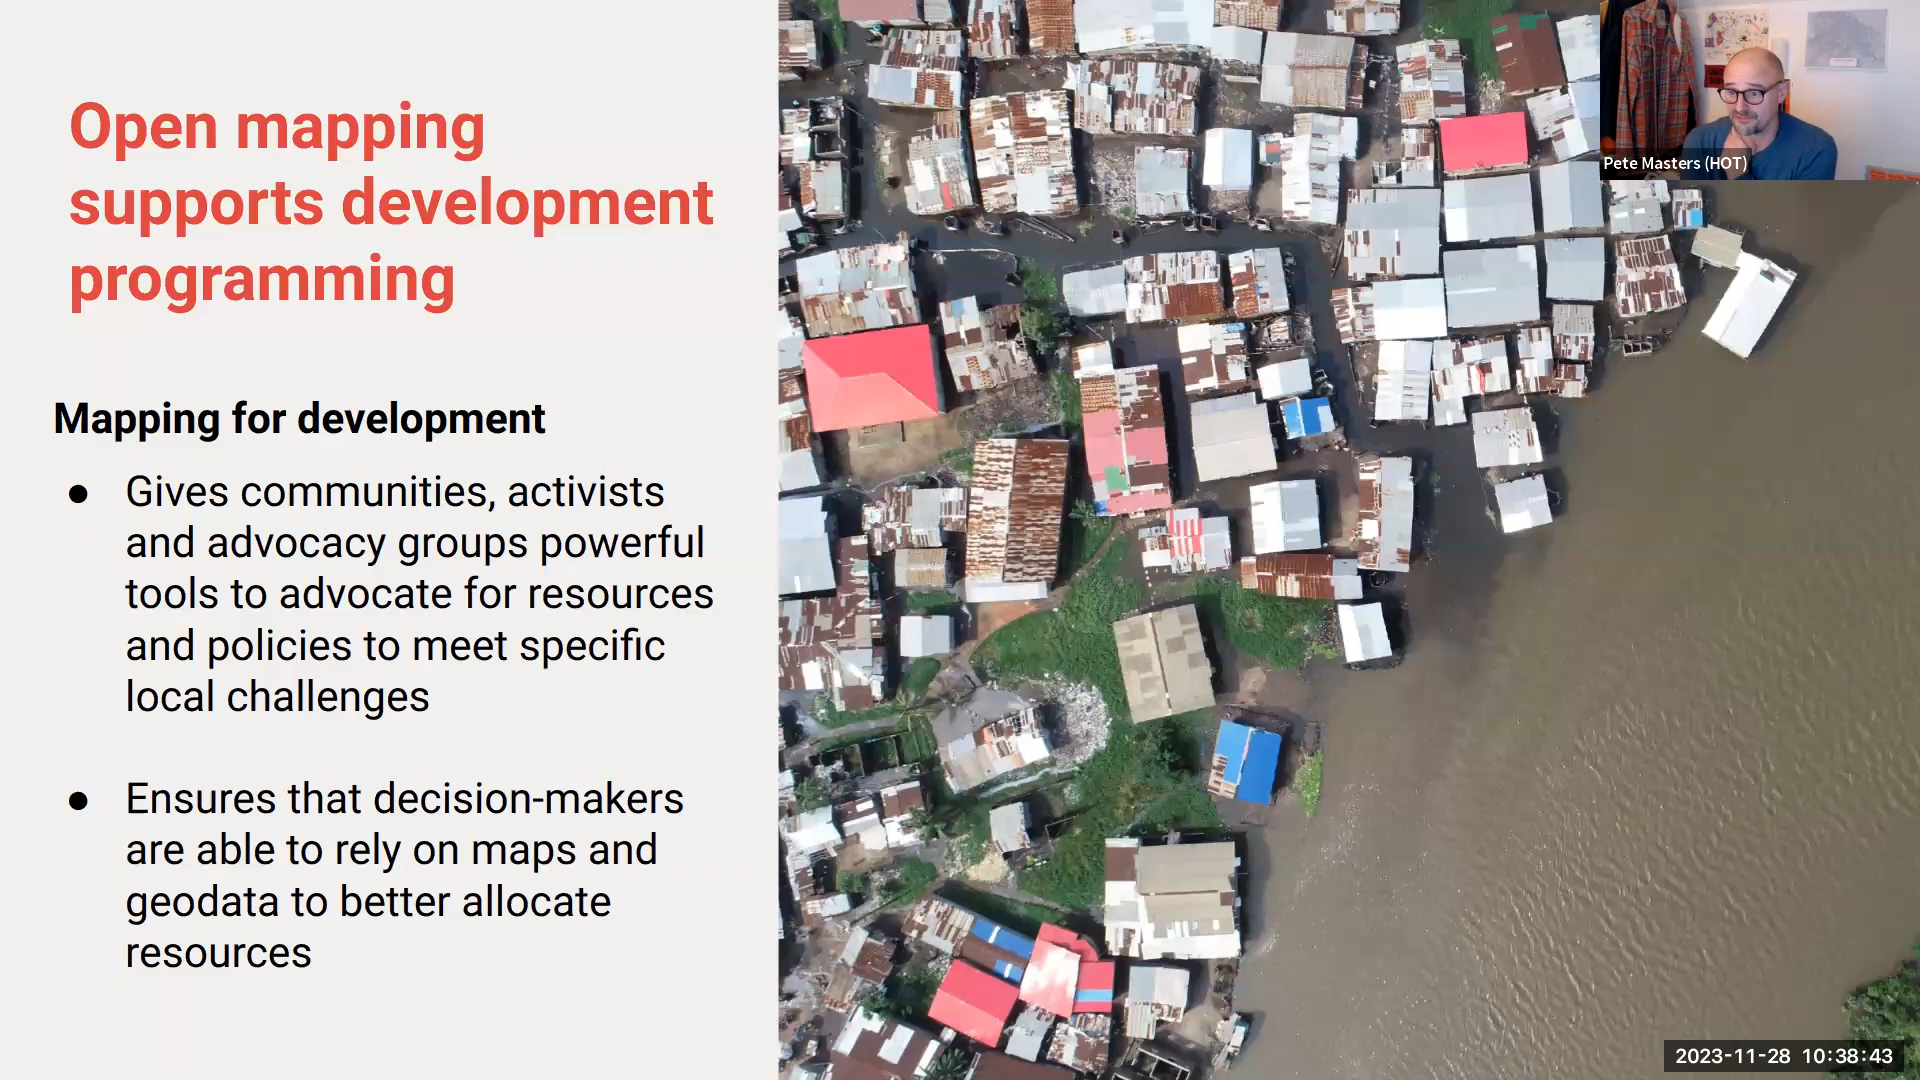 Open mapping
supports development
programming
Mapping for development
● Gives communities, activists
and advocacy groups powerful
tools to advocate for resources
and policies to meet specific
local challenges
● Ensures that decision-makers
are able to rely on maps and
geodata to better allocate
resources
Pete Masters (HOT)
2023-11-28 10:38:43